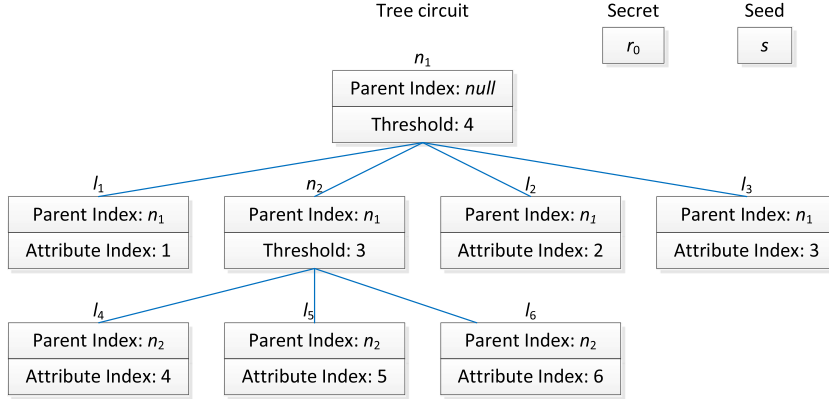 Tree circuit
Secret
Seed
r₀
s
n₁
Parent Index: null
Threshold: 4
l₁
n₂
l₂
l₃
Parent Index: n₁
Parent Index: n₁
Parent Index: n₁
Parent Index: n₁
Attribute Index: 1
Threshold: 3
Attribute Index: 2
Attribute Index: 3
l₄
l₅
l₆
Parent Index: n₂
Parent Index: n₂
Parent Index: n₂
Attribute Index: 4
Attribute Index: 5
Attribute Index: 6